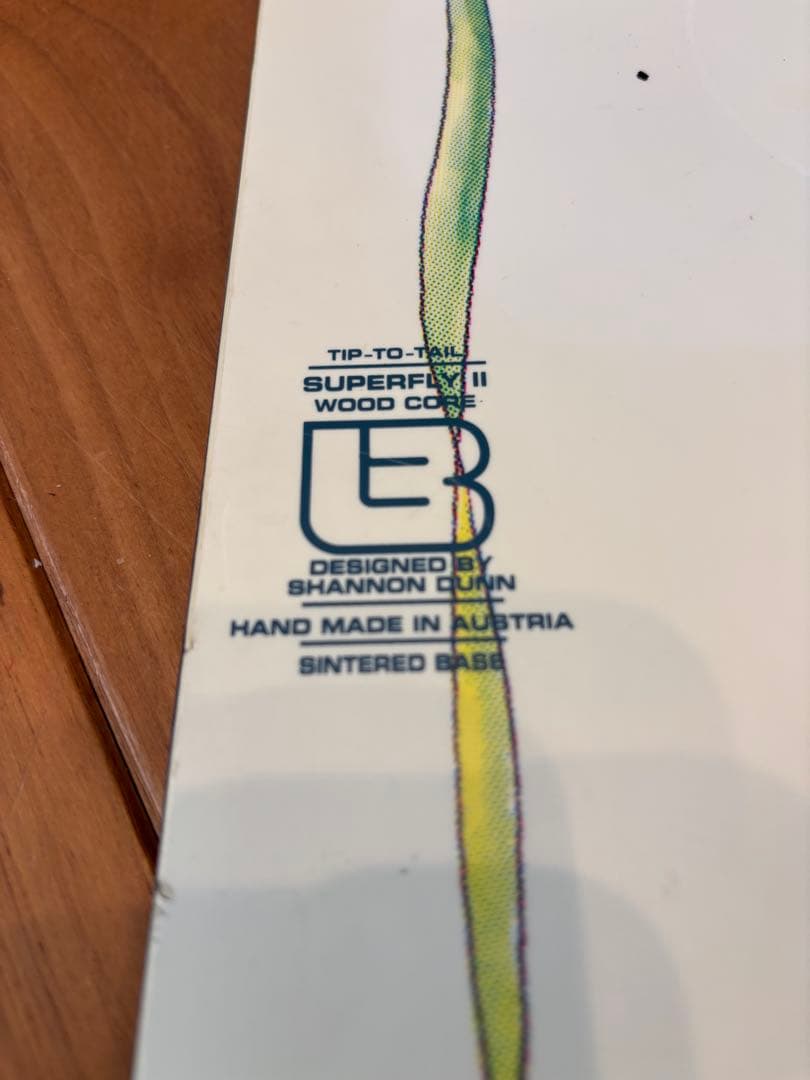 TIP-TO-TAIL
SUPERFLY II
WOOD CORE
DESIGNED BY
SHANNON DUNN
HAND MADE IN AUSTRIA
SINTERED BASE